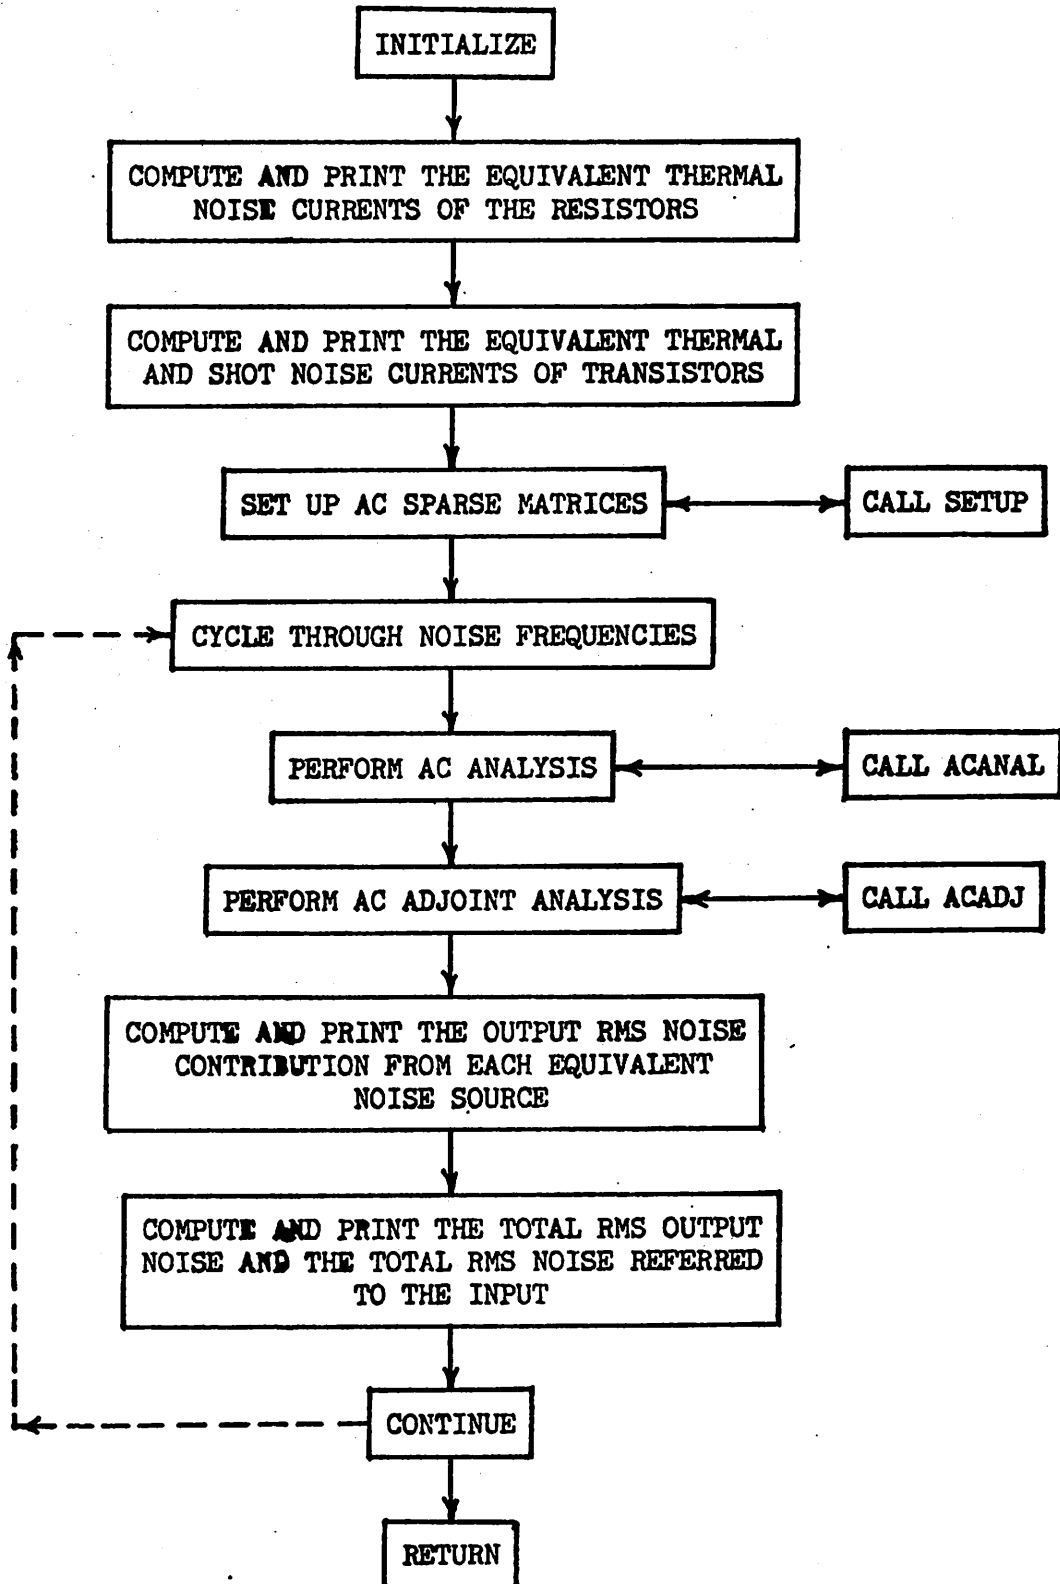 INITIALIZE
COMPUTE AND PRINT THE EQUIVALENT THERMAL
NOISE CURRENTS OF THE RESISTORS
COMPUTE AND PRINT THE EQUIVALENT THERMAL
AND SHOT NOISE CURRENTS OF TRANSISTORS
SET UP AC SPARSE MATRICES
CALL SETUP
CYCLE THROUGH NOISE FREQUENCIES
PERFORM AC ANALYSIS
CALL ACANAL
PERFORM AC ADJOINT ANALYSIS
CALL ACADJ
COMPUTE AND PRINT THE OUTPUT RMS NOISE
CONTRIBUTION FROM EACH EQUIVALENT
NOISE SOURCE
COMPUTE AND PRINT THE TOTAL RMS OUTPUT
NOISE AND THE TOTAL RMS NOISE REFERRED
TO THE INPUT
CONTINUE
RETURN